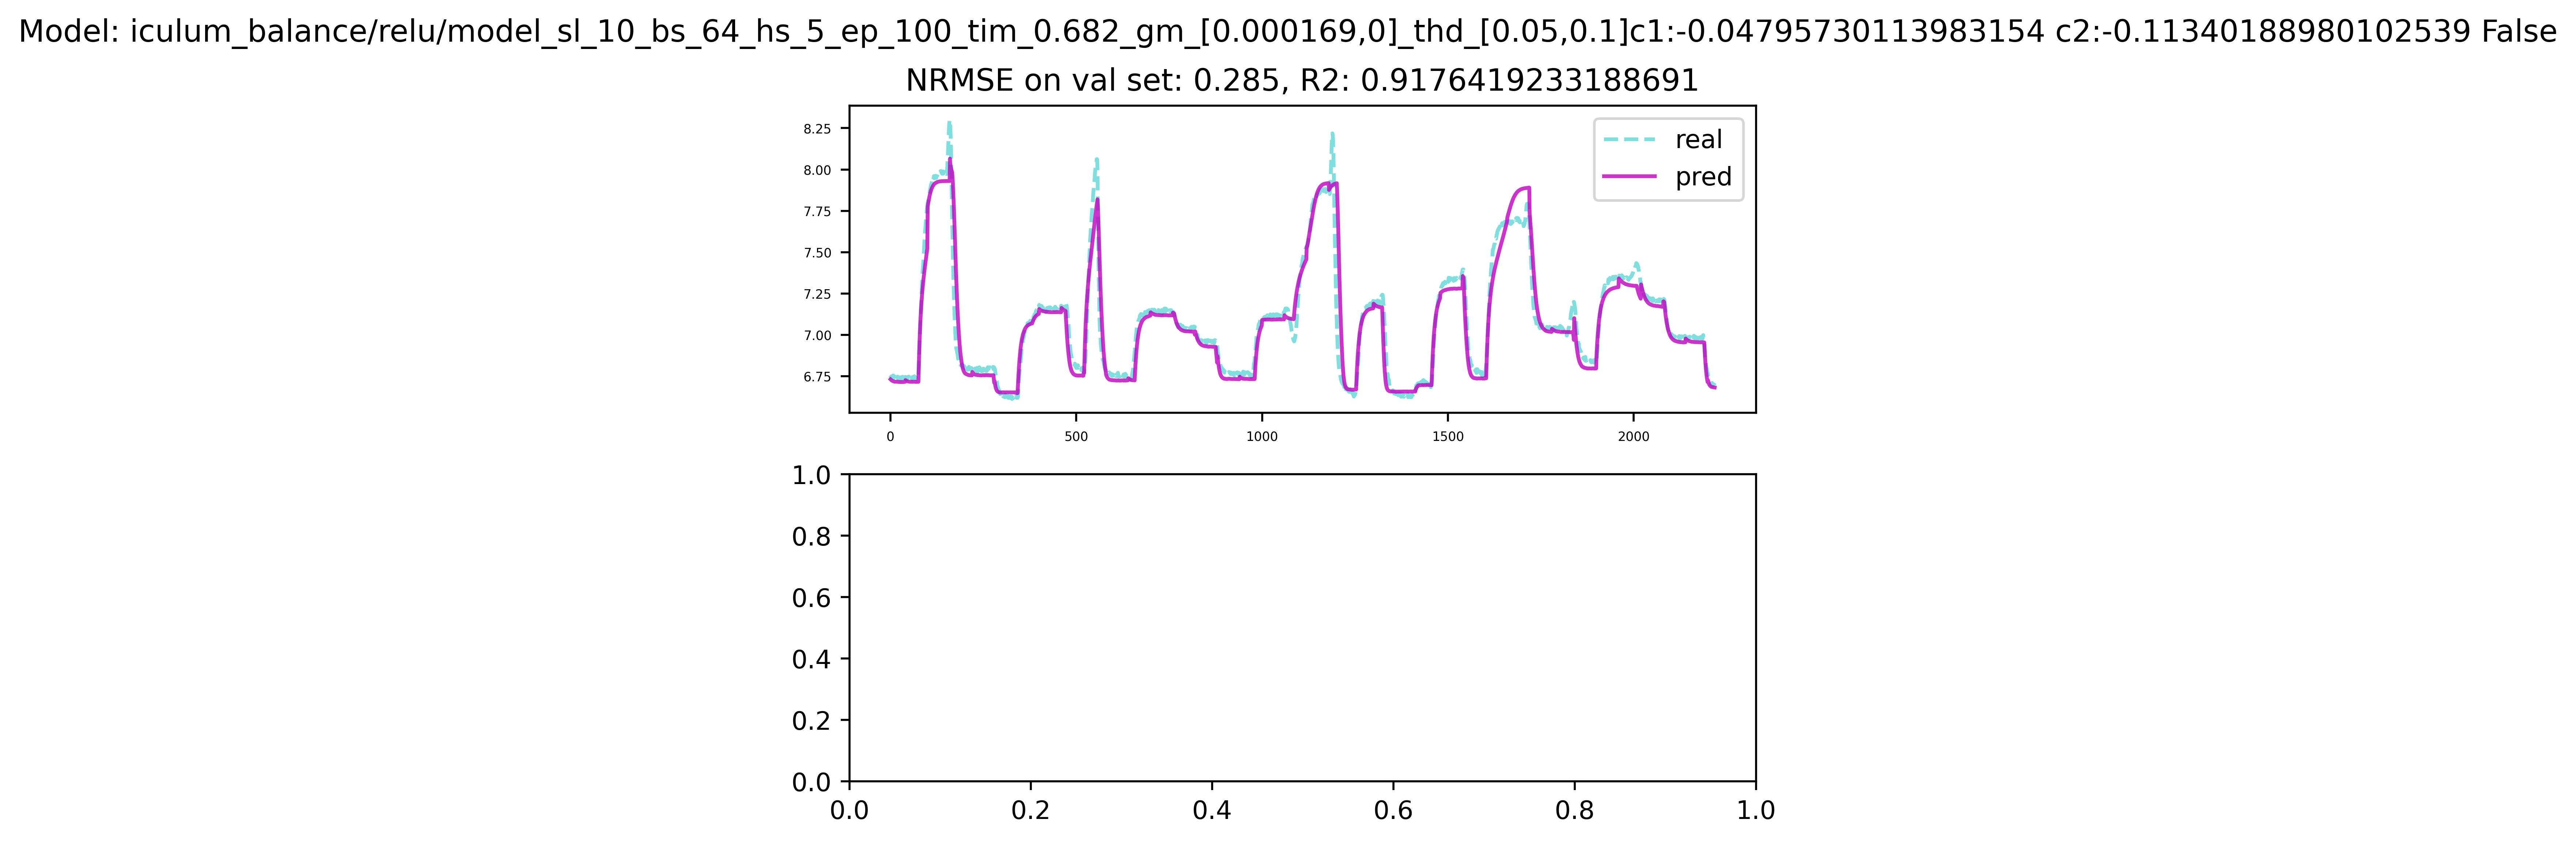 Model: iculum_balance/relu/model_sl_10_bs_64_hs_5_ep_100_tim_0.682_gm_[0.000169,0]_thd_[0.05,0.1]c1:-0.04795730113983154 c2:-0.11340188980102539 False
NRMSE on val set: 0.285, R2: 0.9176419233188691
8.25
8.00
7.75
7.50
7.25
7.00
6.75
real
pred
0 500 1000 1500 2000
1.0
0.8
0.6
0.4
0.2
0.0
0.0 0.2 0.4 0.6 0.8 1.0